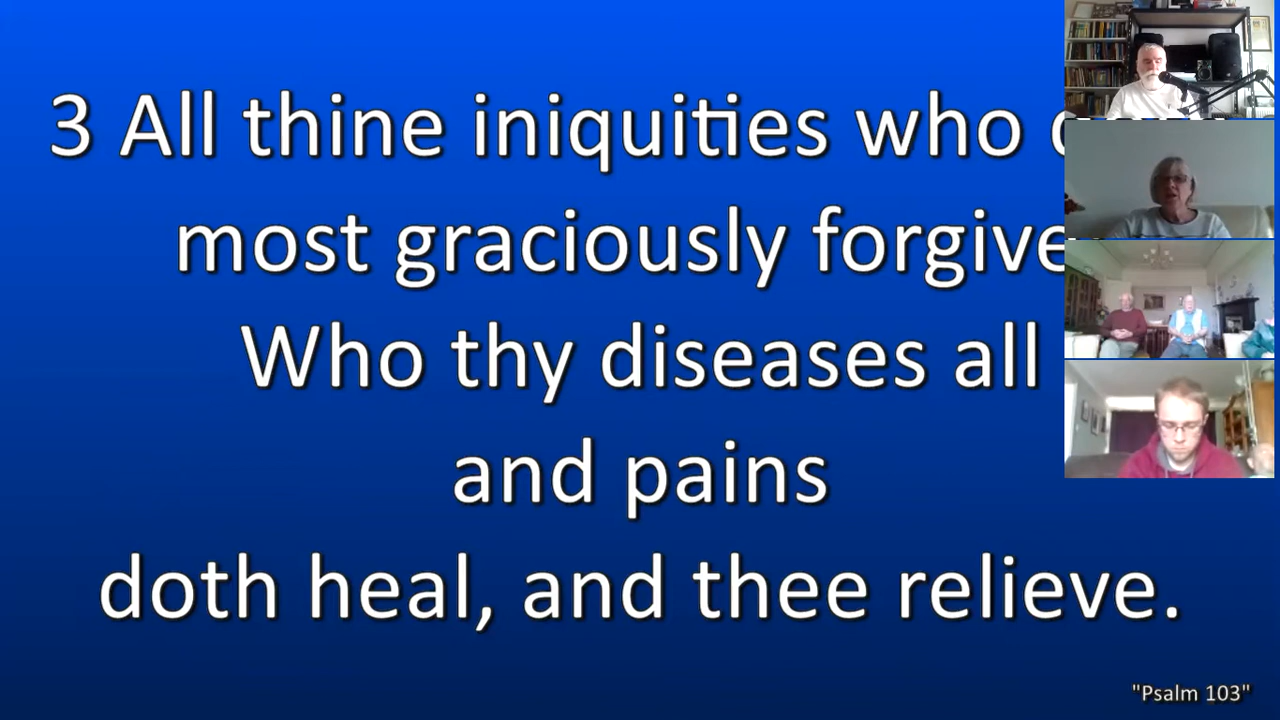 3 All thine iniquities who
most graciously forgive
Who thy diseases all
and pains
doth heal, and thee relieve.
"Psalm 103"